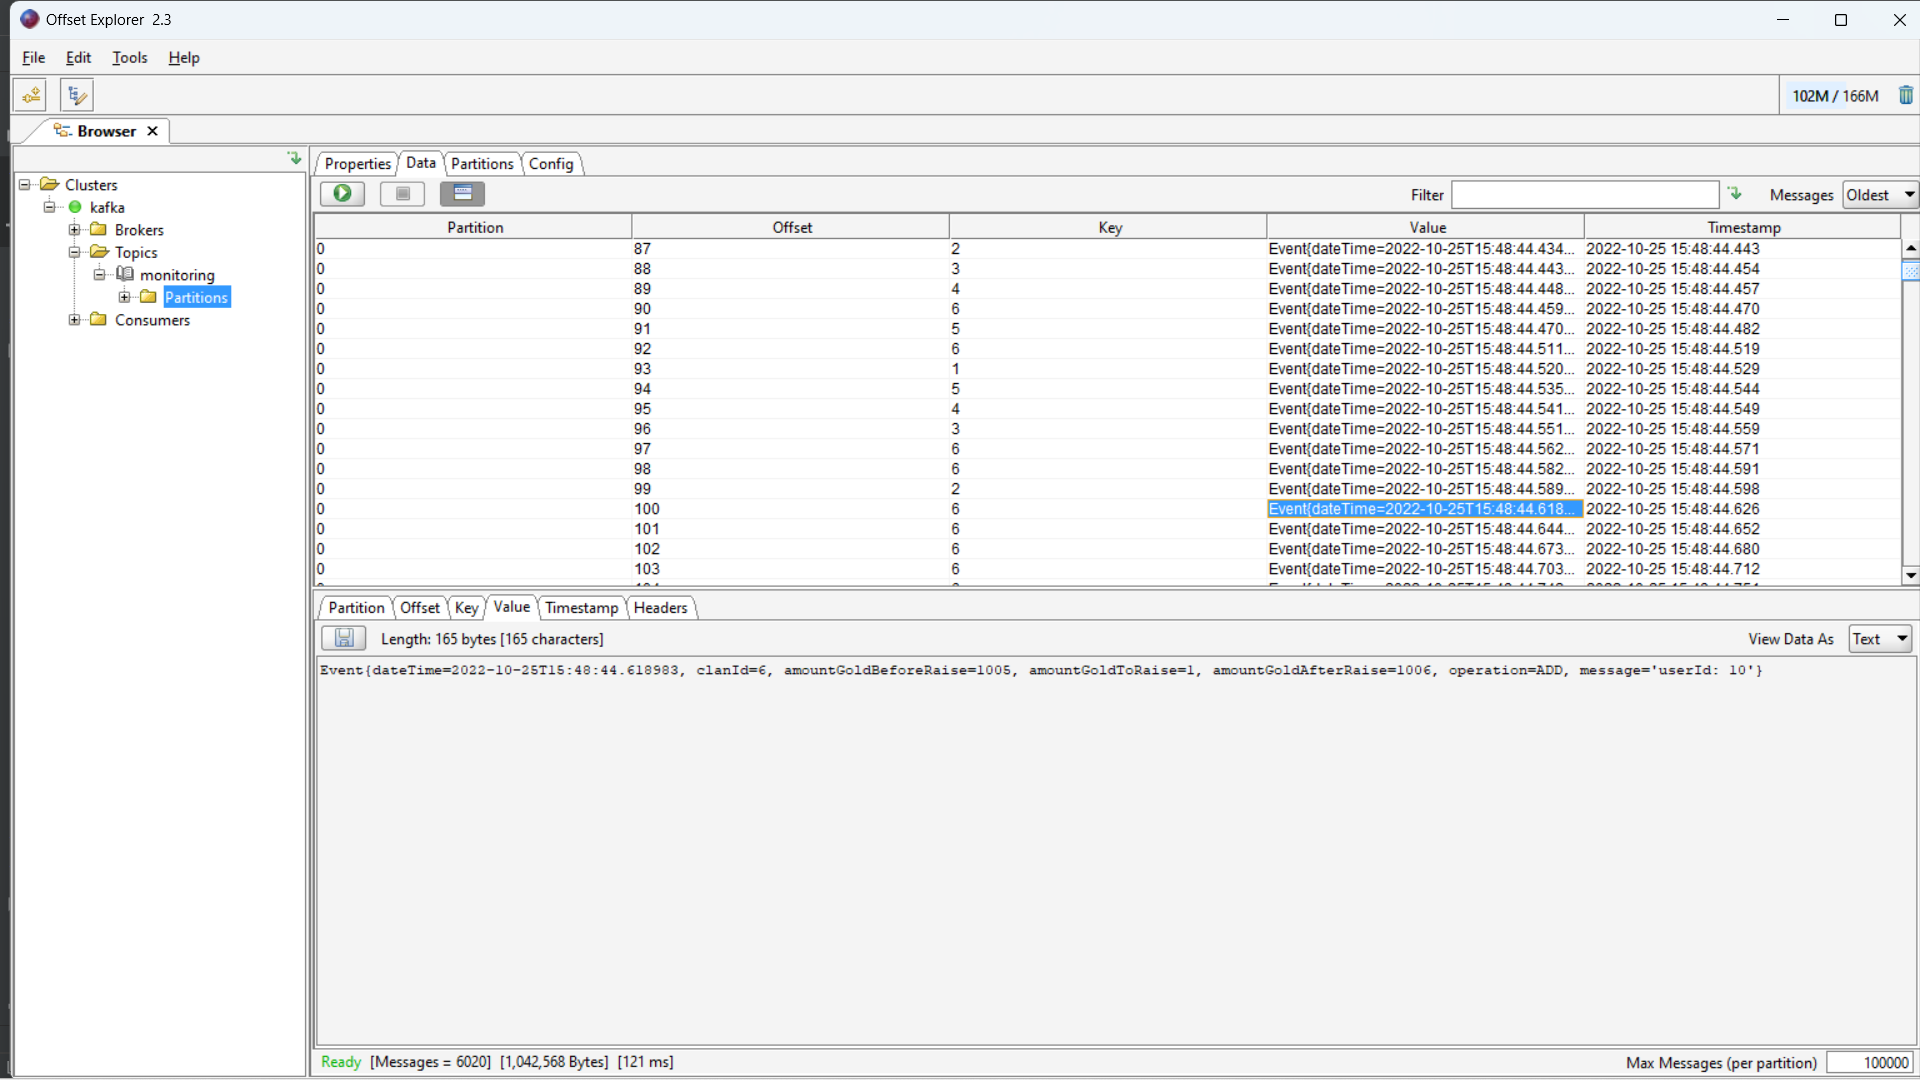 Offset Explorer 2.3
File Edit Tools Help
102M / 166M
Browser
Clusters
kafka
Brokers
Topics
monitoring
Partitions
Consumers
Properties Data Partitions Config
Filter Messages Oldest
Partition Offset Key Value Timestamp
0 87 2 Event{dateTime=2022-10-25T15:48:44.434... 2022-10-25 15:48:44.443
0 88 3 Event{dateTime=2022-10-25T15:48:44.443... 2022-10-25 15:48:44.454
0 89 4 Event{dateTime=2022-10-25T15:48:44.448... 2022-10-25 15:48:44.457
0 90 6 Event{dateTime=2022-10-25T15:48:44.459... 2022-10-25 15:48:44.470
0 91 5 Event{dateTime=2022-10-25T15:48:44.470... 2022-10-25 15:48:44.482
0 92 6 Event{dateTime=2022-10-25T15:48:44.511... 2022-10-25 15:48:44.519
0 93 1 Event{dateTime=2022-10-25T15:48:44.520... 2022-10-25 15:48:44.529
0 94 5 Event{dateTime=2022-10-25T15:48:44.535... 2022-10-25 15:48:44.544
0 95 4 Event{dateTime=2022-10-25T15:48:44.541... 2022-10-25 15:48:44.549
0 96 3 Event{dateTime=2022-10-25T15:48:44.551... 2022-10-25 15:48:44.559
0 97 6 Event{dateTime=2022-10-25T15:48:44.562... 2022-10-25 15:48:44.571
0 98 6 Event{dateTime=2022-10-25T15:48:44.582... 2022-10-25 15:48:44.591
0 99 2 Event{dateTime=2022-10-25T15:48:44.589... 2022-10-25 15:48:44.598
0 100 6 Event{dateTime=2022-10-25T15:48:44.618... 2022-10-25 15:48:44.626
0 101 6 Event{dateTime=2022-10-25T15:48:44.644... 2022-10-25 15:48:44.652
0 102 6 Event{dateTime=2022-10-25T15:48:44.673... 2022-10-25 15:48:44.680
0 103 6 Event{dateTime=2022-10-25T15:48:44.703... 2022-10-25 15:48:44.712
Partition Offset Key Value Timestamp Headers
Length: 165 bytes [165 characters] View Data As Text
Event{dateTime=2022-10-25T15:48:44.618983, clanId=6, amountGoldBeforeRaise=1005, amountGoldToRaise=1, amountGoldAfterRaise=1006, operation=ADD, message='userId: 10'}
Ready [Messages = 6020] [1,042,568 Bytes] [121 ms] Max Messages (per partition) 100000